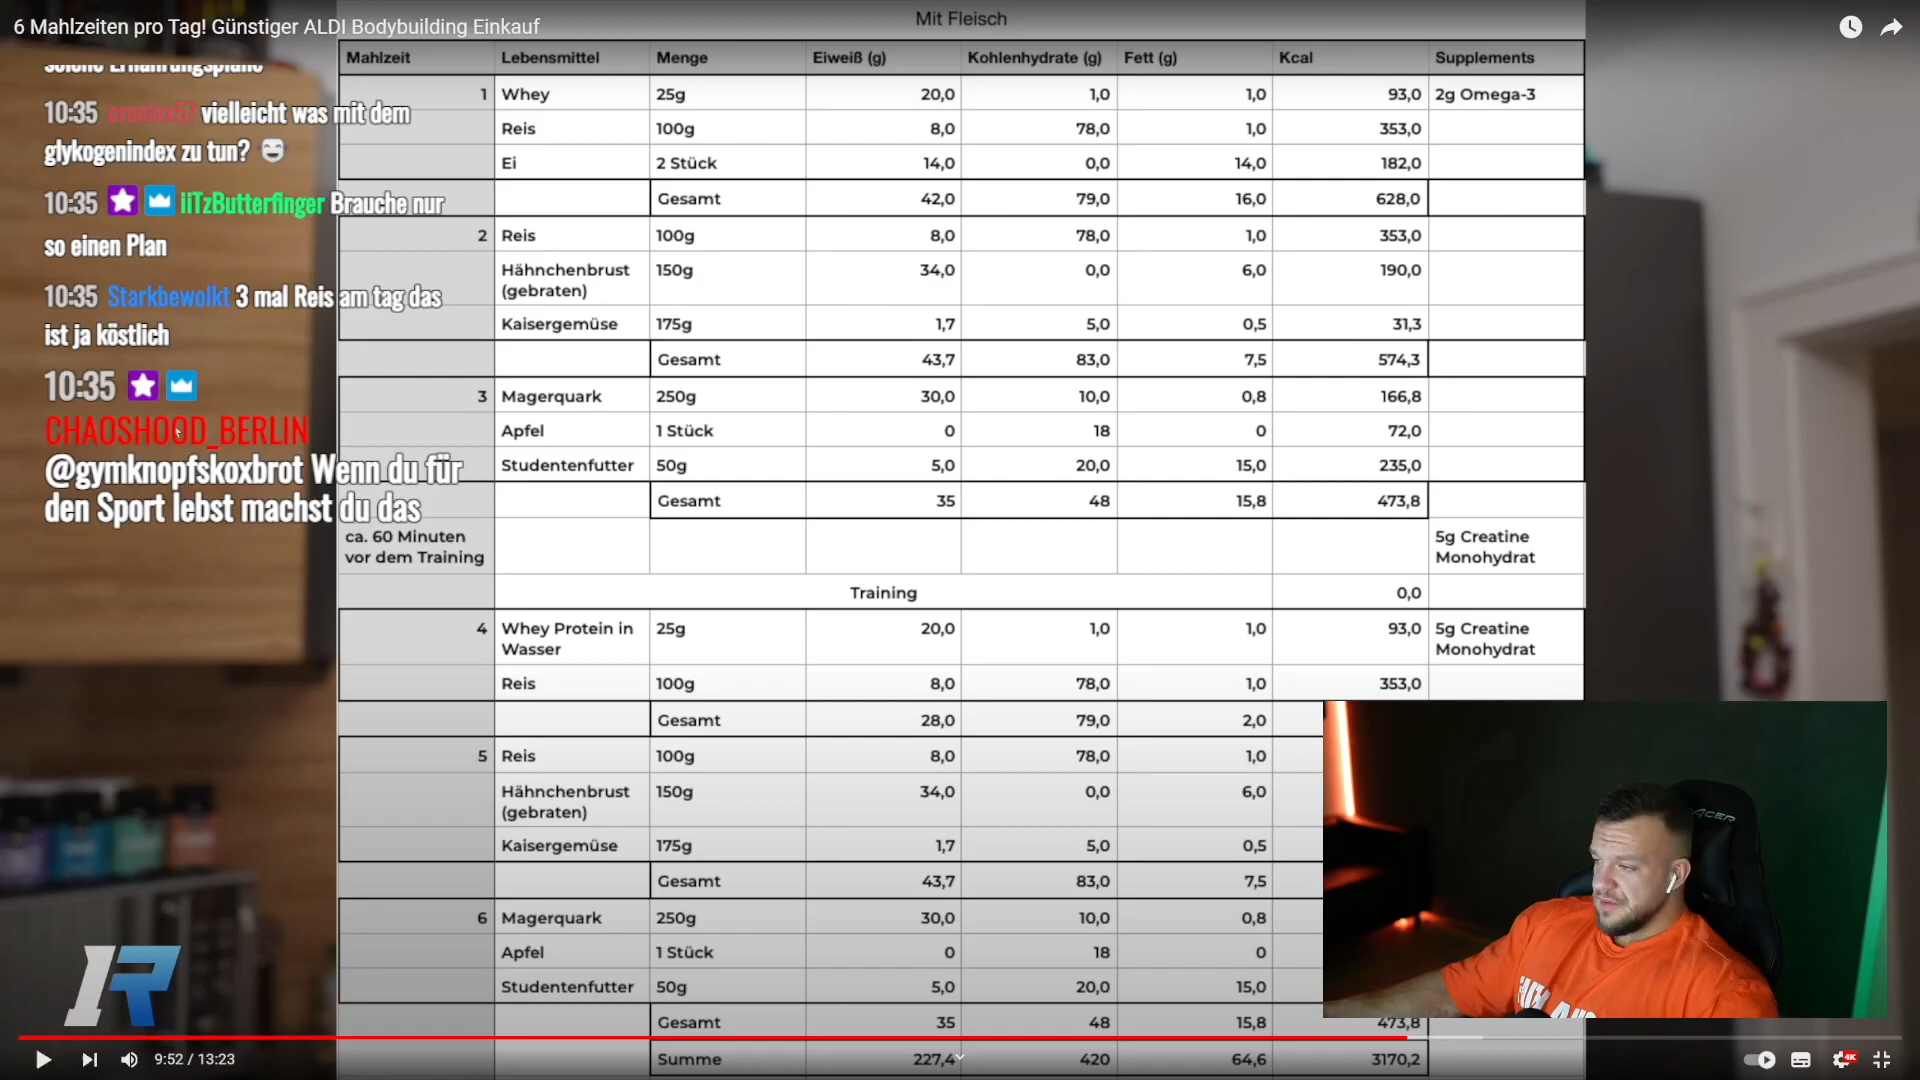 6 Mahlzeiten pro Tag! Günstiger ALDI Bodybuilding Einkauf
Mit Fleisch
Mahlzeit Lebensmittel Menge Eiweiß (g) Kohlenhydrate (g) Fett (g) Kcal Supplements
1 Whey 25g 20,0 1,0 1,0 93,0 2g Omega-3
Reis 100g 8,0 78,0 1,0 353,0
Ei 2 Stück 14,0 0,0 14,0 182,0
Gesamt 42,0 79,0 16,0 628,0
2 Reis 100g 8,0 78,0 1,0 353,0
Hähnchenbrust (gebraten) 150g 34,0 0,0 6,0 190,0
Kaisergemüse 175g 1,7 5,0 0,5 31,3
Gesamt 43,7 83,0 7,5 574,3
3 Magerquark 250g 30,0 10,0 0,8 166,8
Apfel 1 Stück 0 18 0 72,0
Studentenfutter 50g 5,0 20,0 15,0 235,0
Gesamt 35 48 15,8 473,8
ca. 60 Minuten vor dem Training 5g Creatine Monohydrat
Training 0,0
4 Whey Protein in Wasser 25g 20,0 1,0 1,0 93,0 5g Creatine Monohydrat
Reis 100g 8,0 78,0 1,0 353,0
Gesamt 28,0 79,0 2,0
5 Reis 100g 8,0 78,0 1,0
Hähnchenbrust (gebraten) 150g 34,0 0,0 6,0
Kaisergemüse 175g 1,7 5,0 0,5
Gesamt 43,7 83,0 7,5
6 Magerquark 250g 30,0 10,0 0,8
Apfel 1 Stück 0 18 0
Studentenfutter 50g 5,0 20,0 15,0
Gesamt 35 48 15,8 473,8
Summe 227,4 420 64,6 3170,2
10:35 vielleicht was mit dem
glykogenindex zu tun?
10:35 iiTzButterfinger Brauche nur
so einen Plan
10:35 Starkbewolkt 3 mal Reis am tag das
ist ja köstlich
10:35
CHAOSHOOD_BERLIN
@gymknopfskoxbrot Wenn du für
den Sport lebst machst du das
IR
9:52 / 13:23
4K